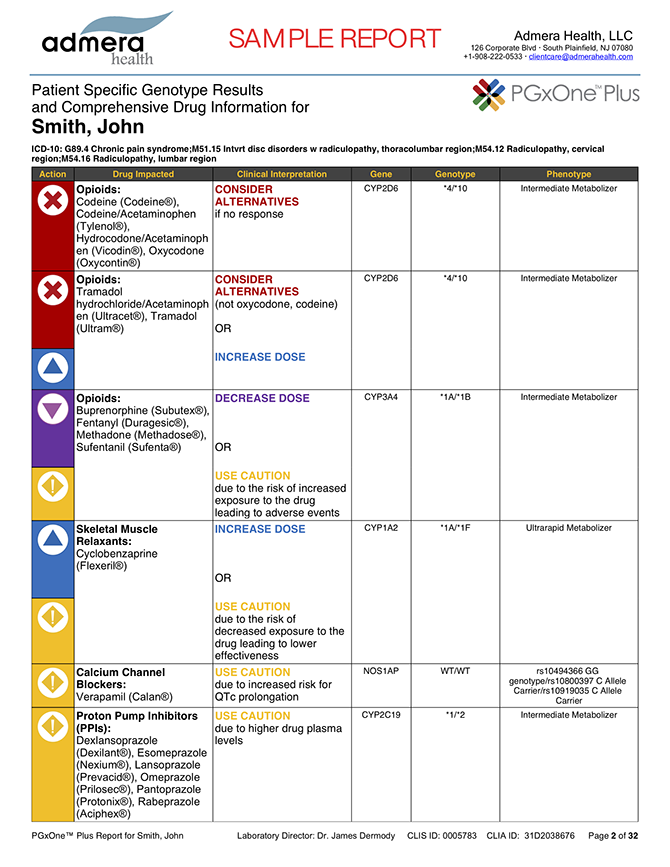 admera
health
SAMPLE REPORT
Admera Health, LLC
126 Corporate Blvd · South Plainfield, NJ 07080
+1-908-222-0533 · clientcare@admerahealth.com
Patient Specific Genotype Results
and Comprehensive Drug Information for
Smith, John
PGxOne™ Plus
ICD-10: G89.4 Chronic pain syndrome;M51.15 Intvrt disc disorders w radiculopathy, thoracolumbar region;M54.12 Radiculopathy, cervical
region;M54.16 Radiculopathy, lumbar region
Action Drug Impacted Clinical Interpretation Gene Genotype Phenotype
Opioids:
Codeine (Codeine®),
Codeine/Acetaminophen
(Tylenol®),
Hydrocodone/Acetaminoph
en (Vicodin®), Oxycodone
(Oxycontin®)
CONSIDER
ALTERNATIVES
if no response
CYP2D6
*4/*10
Intermediate Metabolizer
Opioids:
Tramadol
hydrochloride/Acetaminoph
en (Ultracet®), Tramadol
(Ultram®)
CONSIDER
ALTERNATIVES
(not oxycodone, codeine)
OR
INCREASE DOSE
CYP2D6
*4/*10
Intermediate Metabolizer
Opioids:
Buprenorphine (Subutex®),
Fentanyl (Duragesic®),
Methadone (Methadose®),
Sufentanil (Sufenta®)
DECREASE DOSE
OR
USE CAUTION
due to the risk of increased
exposure to the drug
leading to adverse events
CYP3A4
*1A/*1B
Intermediate Metabolizer
Skeletal Muscle
Relaxants:
Cyclobenzaprine
(Flexeril®)
INCREASE DOSE
OR
USE CAUTION
due to the risk of
decreased exposure to the
drug leading to lower
effectiveness
CYP1A2
*1A/*1F
Ultrarapid Metabolizer
Calcium Channel
Blockers:
Verapamil (Calan®)
USE CAUTION
due to increased risk for
QTc prolongation
NOS1AP
WT/WT
rs10494366 GG
genotype/rs10800397 C Allele
Carrier/rs10919035 C Allele
Carrier
Proton Pump Inhibitors
(PPIs):
Dexlansoprazole
(Dexilant®), Esomeprazole
(Nexium®), Lansoprazole
(Prevacid®), Omeprazole
(Prilosec®), Pantoprazole
(Protonix®), Rabeprazole
(Aciphex®)
USE CAUTION
due to higher drug plasma
levels
CYP2C19
*1/*2
Intermediate Metabolizer
PGxOne™ Plus Report for Smith, John Laboratory Director: Dr. James Dermody CLIS ID: 0005783 CLIA ID: 31D2038676 Page 2 of 32